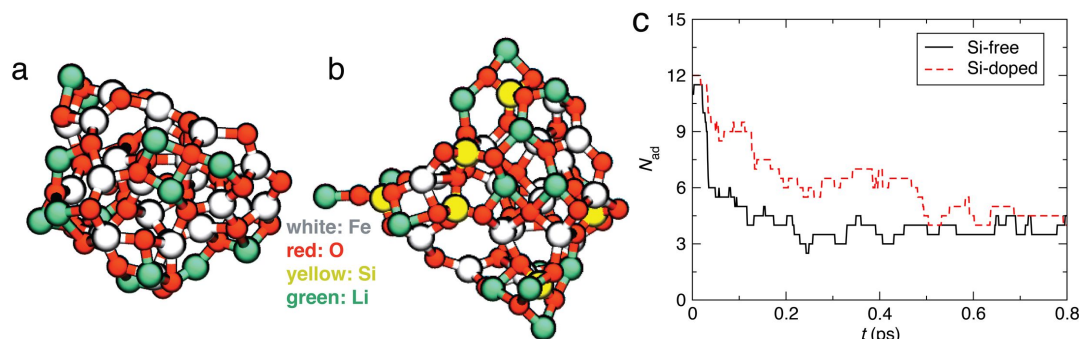 a
b
white: Fe
red: O
yellow: Si
green: Li
c
Si-free
Si-doped
15
12
9
6
3
0
N_ad
0
0.2
0.4
0.6
0.8
t (ps)